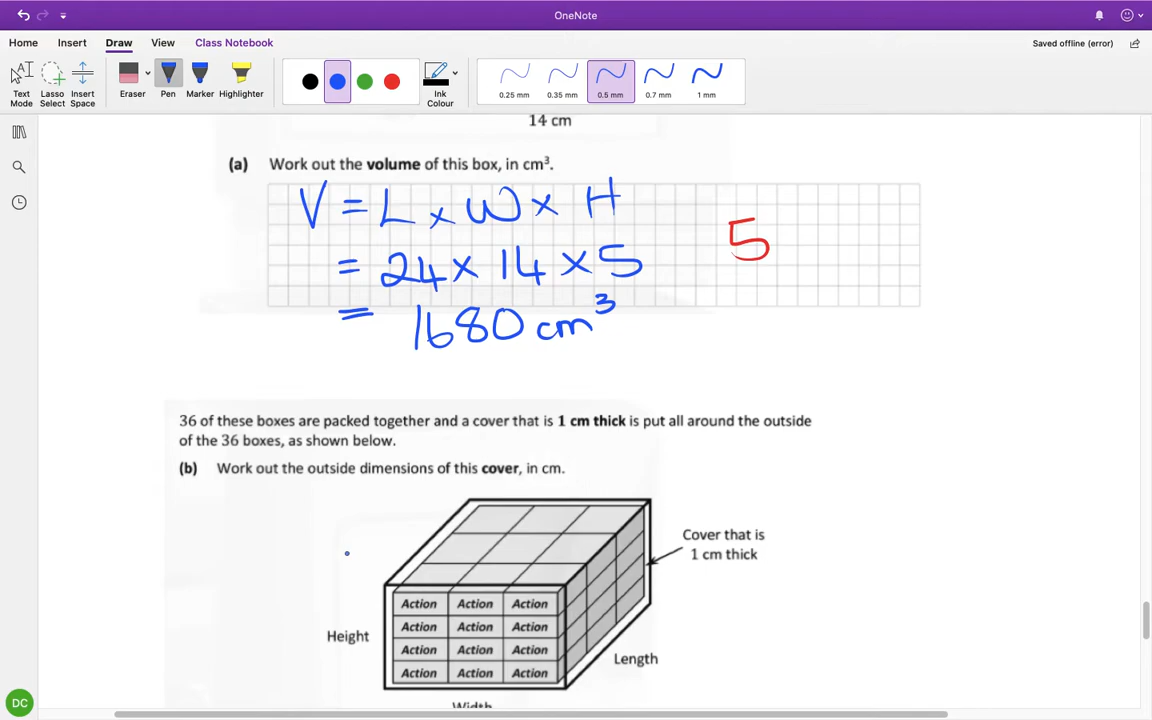 OneNote
Home Insert Draw View Class Notebook
Saved offline (error)
Text Mode
Lasso Select
Insert Space
Eraser
Pen
Marker
Highlighter
Ink Colour
0.25 mm
0.35 mm
0.5 mm
0.7 mm
1 mm
14 cm
(a) Work out the volume of this box, in cm³.
V = L × W × H
= 24 × 14 × 5
= 1680 cm³
5
36 of these boxes are packed together and a cover that is 1 cm thick is put all around the outside
of the 36 boxes, as shown below.
(b) Work out the outside dimensions of this cover, in cm.
Cover that is
1 cm thick
Action Action Action
Action Action Action
Action Action Action
Action Action Action
Height
Length
Width
DC